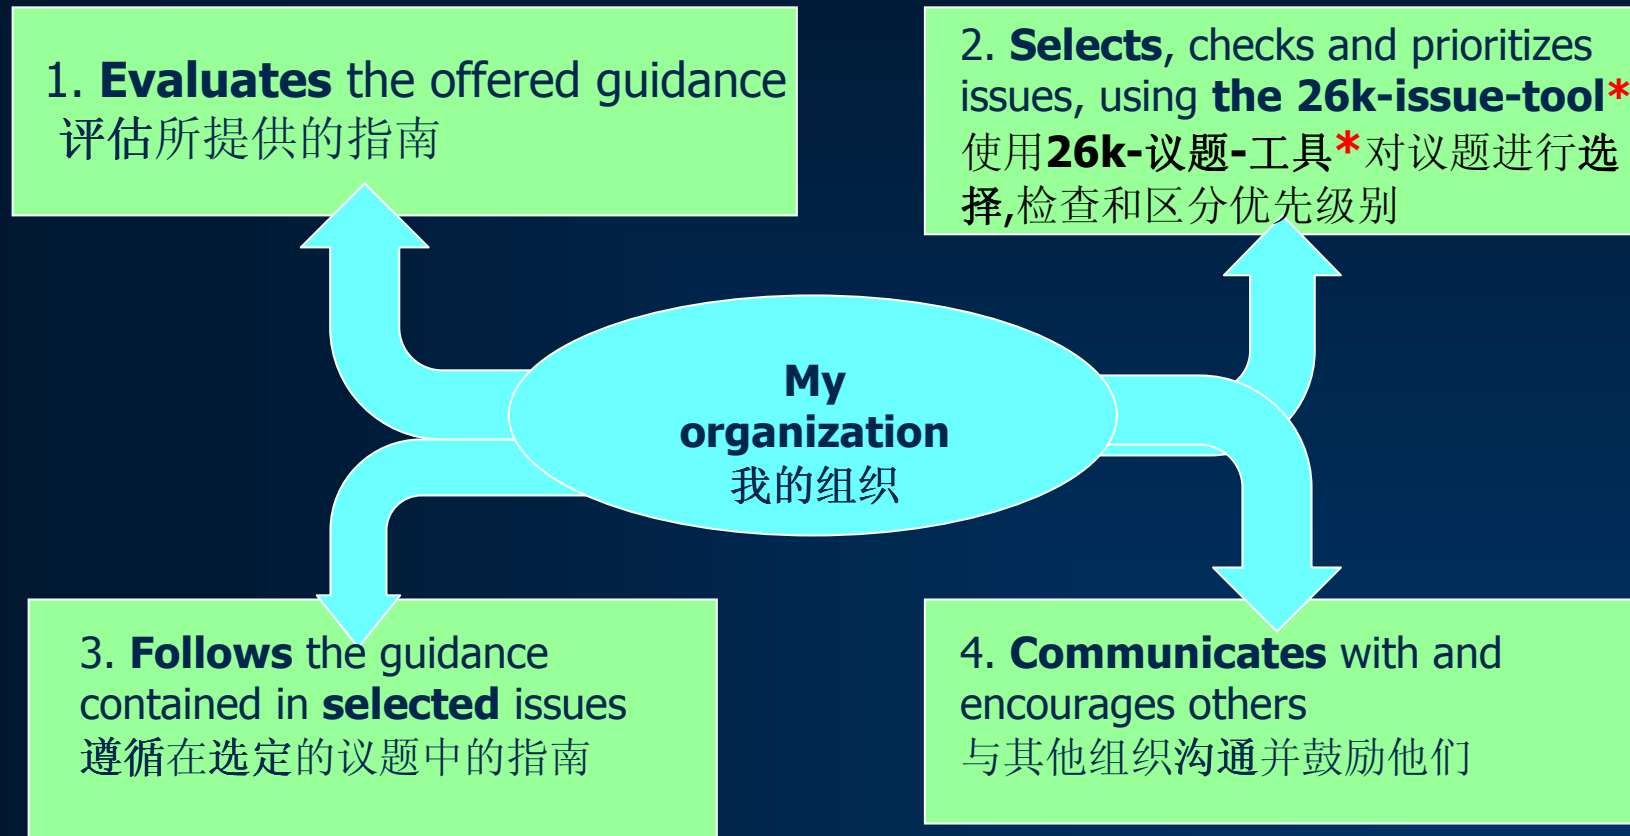 1. Evaluates the offered guidance
评估所提供的指南
2. Selects, checks and prioritizes
issues, using the 26k-issue-tool*
使用26k-议题-工具*对议题进行选
择,检查和区分优先级别
My
organization
我的组织
3. Follows the guidance
contained in selected issues
遵循在选定的议题中的指南
4. Communicates with and
encourages others
与其他组织沟通并鼓励他们